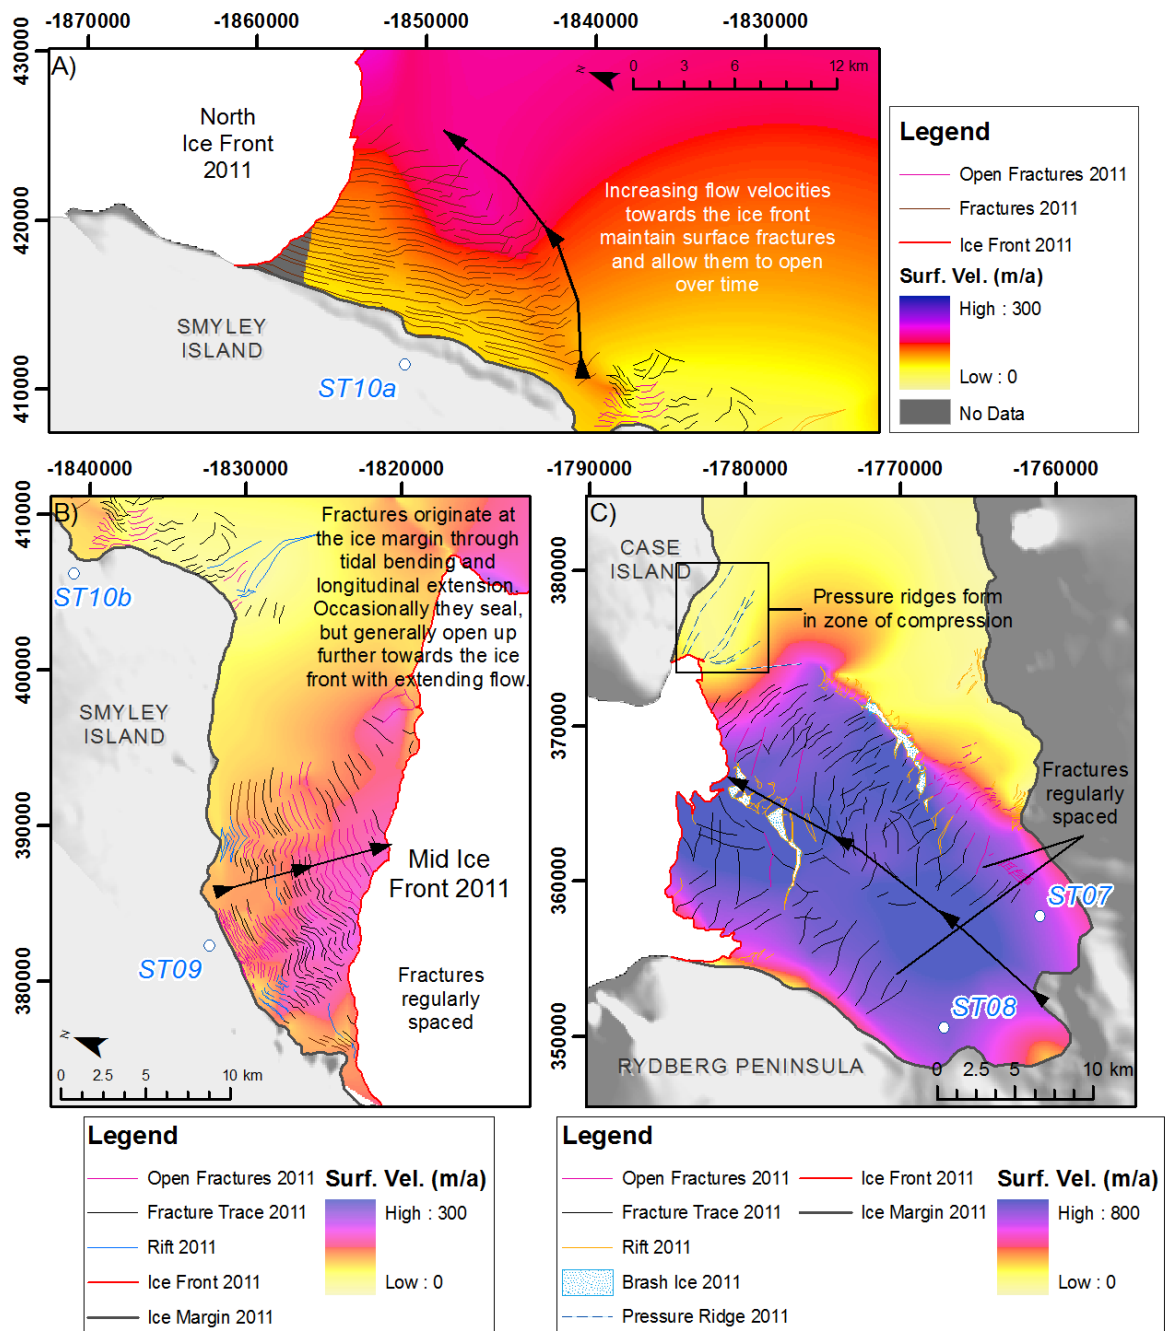 -1870000 -1860000 -1850000 -1840000 -1830000
430000
420000
410000
A)
North
Ice Front
2011
N
0 3 6 12 km
Increasing flow velocities
towards the ice front
maintain surface fractures
and allow them to open
over time
SMYLEY
ISLAND
ST10a
Legend
Open Fractures 2011
Fractures 2011
Ice Front 2011
Surf. Vel. (m/a)
High : 300
Low : 0
No Data
-1840000 -1830000 -1820000
410000
400000
390000
380000
B)
Fractures originate at
the ice margin through
tidal bending and
longitudinal extension.
Occasionally they seal,
but generally open up
further towards the ice
front with extending flow.
ST10b
SMYLEY
ISLAND
Mid Ice
Front 2011
ST09
Fractures
regularly
spaced
N
0 2.5 5 10 km
-1790000 -1780000 -1770000 -1760000
380000
370000
360000
350000
C)
CASE
ISLAND
Pressure ridges form
in zone of compression
Fractures
regularly
spaced
ST07
ST08
RYDBERG PENINSULA
0 2.5 5 10 km
Legend
Open Fractures 2011
Fracture Trace 2011
Rift 2011
Ice Front 2011
Ice Margin 2011
Surf. Vel. (m/a)
High : 300
Low : 0
Legend
Open Fractures 2011
Fracture Trace 2011
Rift 2011
Brash Ice 2011
Pressure Ridge 2011
Ice Front 2011
Ice Margin 2011
Surf. Vel. (m/a)
High : 800
Low : 0